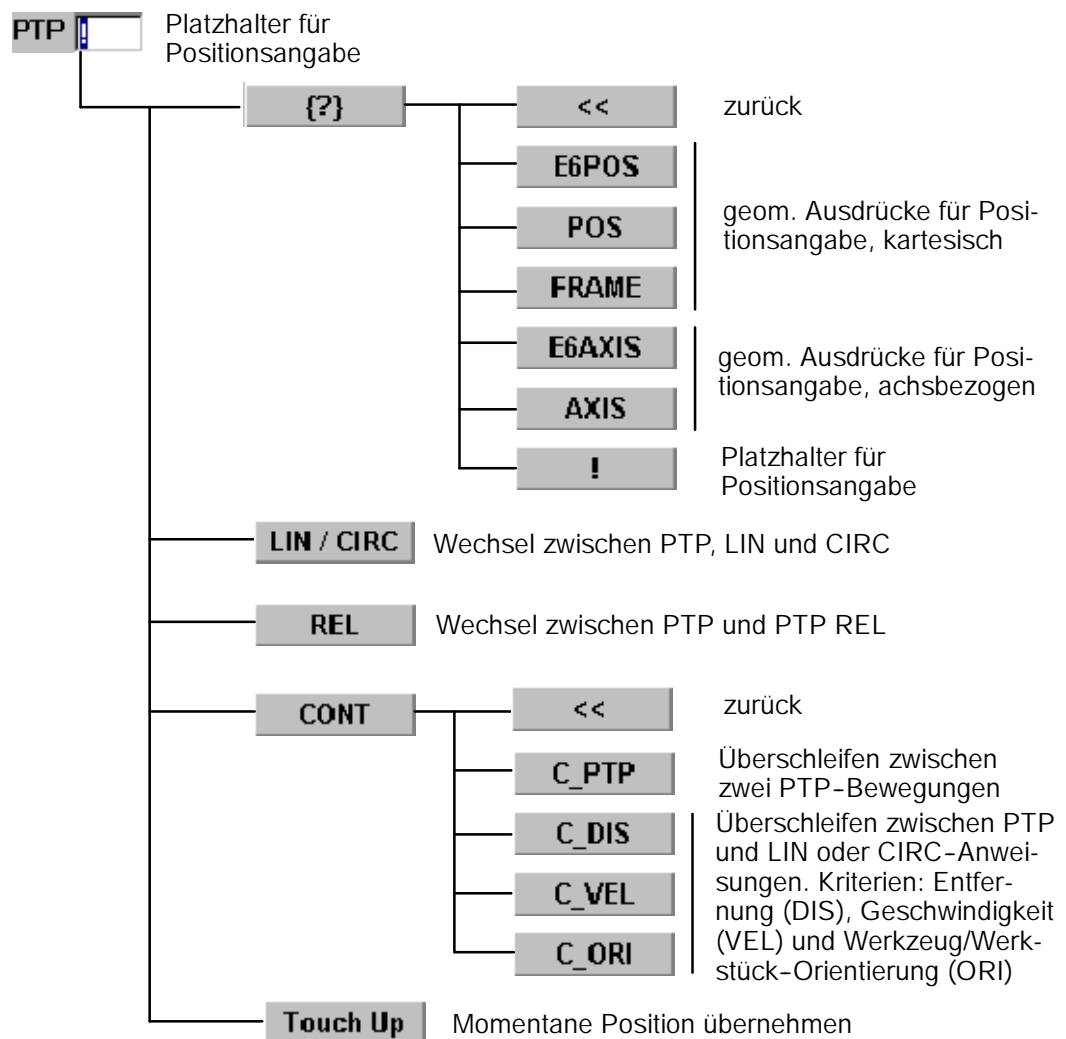 PTP ! Platzhalter für
Positionsangabe
{?} << zurück
E6POS
POS
FRAME
geom. Ausdrücke für Posi-
tionsangabe, kartesisch
E6AXIS
AXIS
geom. Ausdrücke für Posi-
tionsangabe, achsbezogen
! Platzhalter für
Positionsangabe
LIN / CIRC Wechsel zwischen PTP, LIN und CIRC
REL Wechsel zwischen PTP und PTP REL
CONT << zurück
C_PTP Überschleifen zwischen
zwei PTP-Bewegungen
C_DIS
C_VEL
C_ORI
Überschleifen zwischen PTP
und LIN oder CIRC-Anwei-
sungen. Kriterien: Entfer-
nung (DIS), Geschwindigkeit
(VEL) und Werkzeug/Werk-
stück-Orientierung (ORI)
Touch Up Momentane Position übernehmen